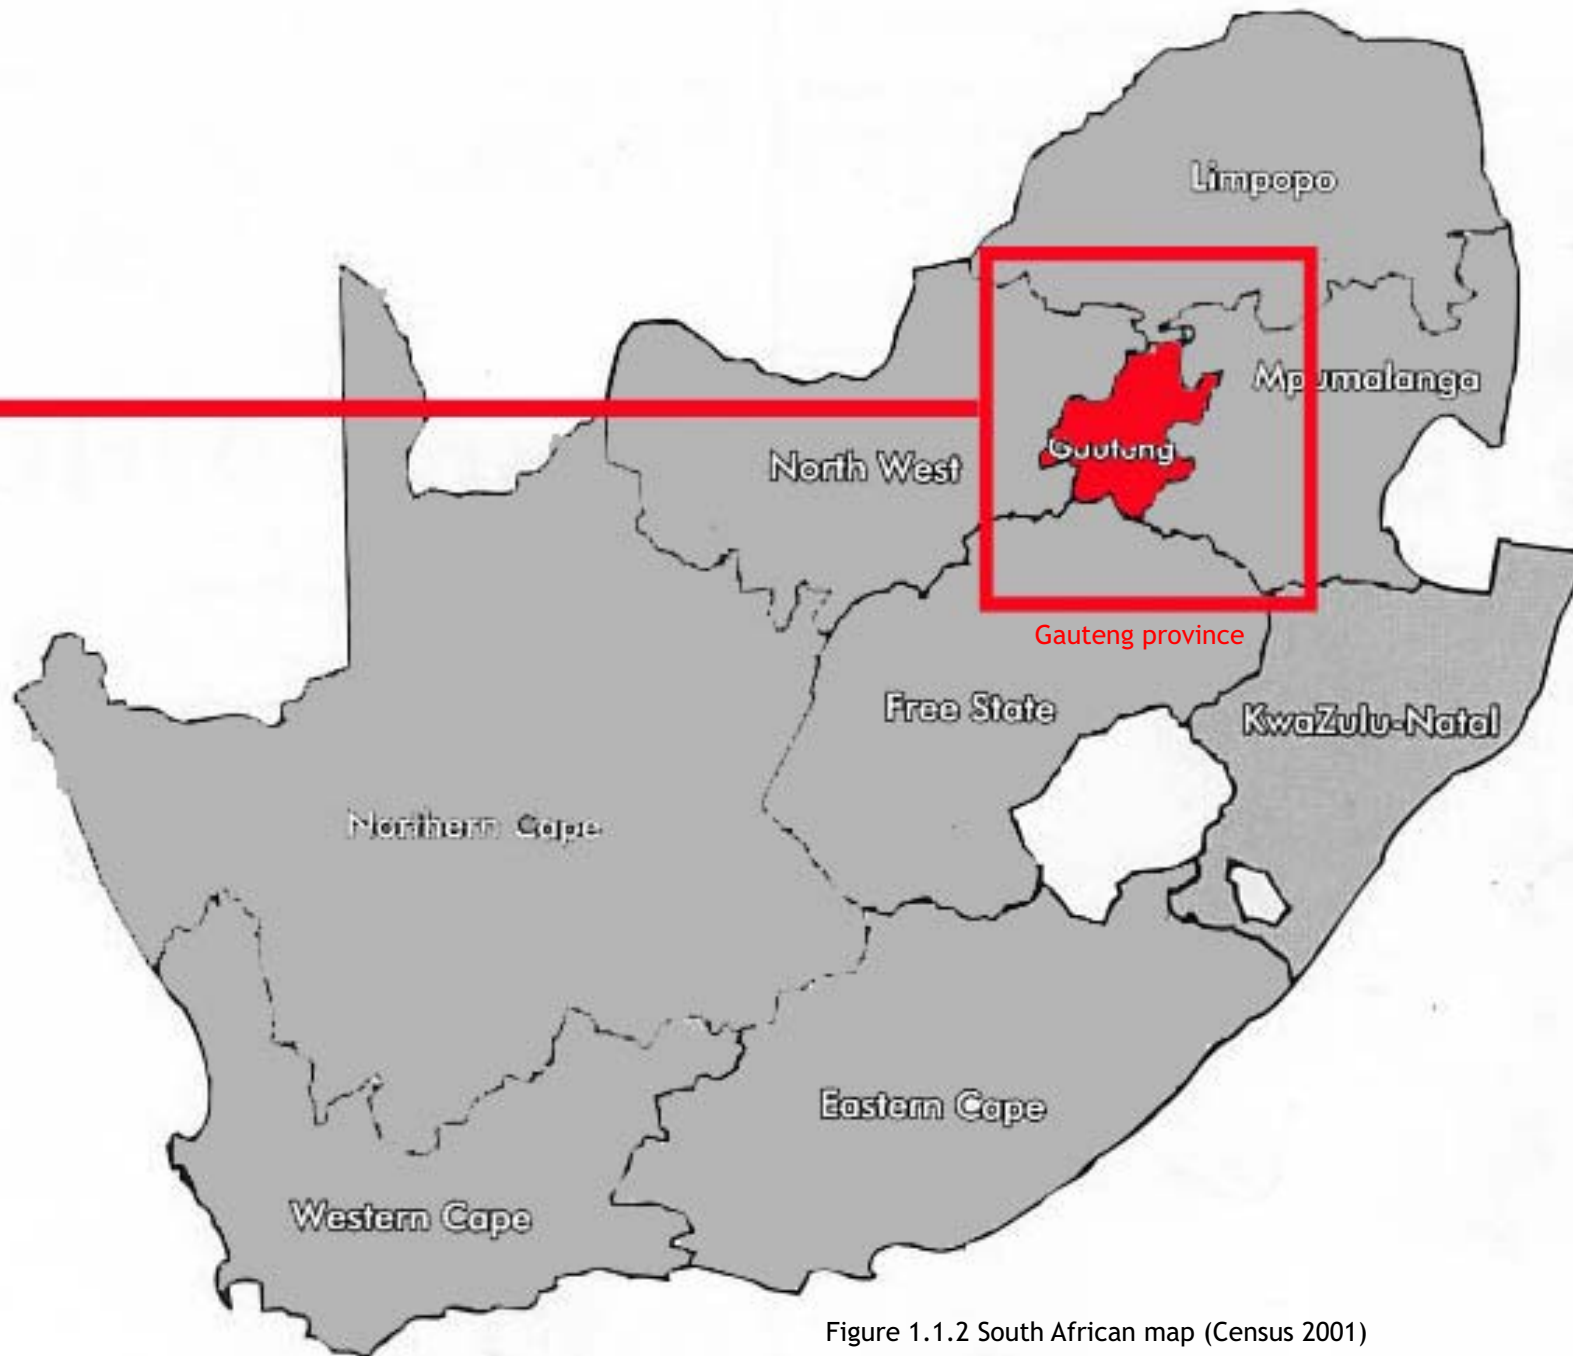 Limpopo
Mpumalanga
Gauteng
North West
Gauteng province
Free State
KwaZulu-Natal
Northern Cape
Eastern Cape
Western Cape
Figure 1.1.2 South African map (Census 2001)